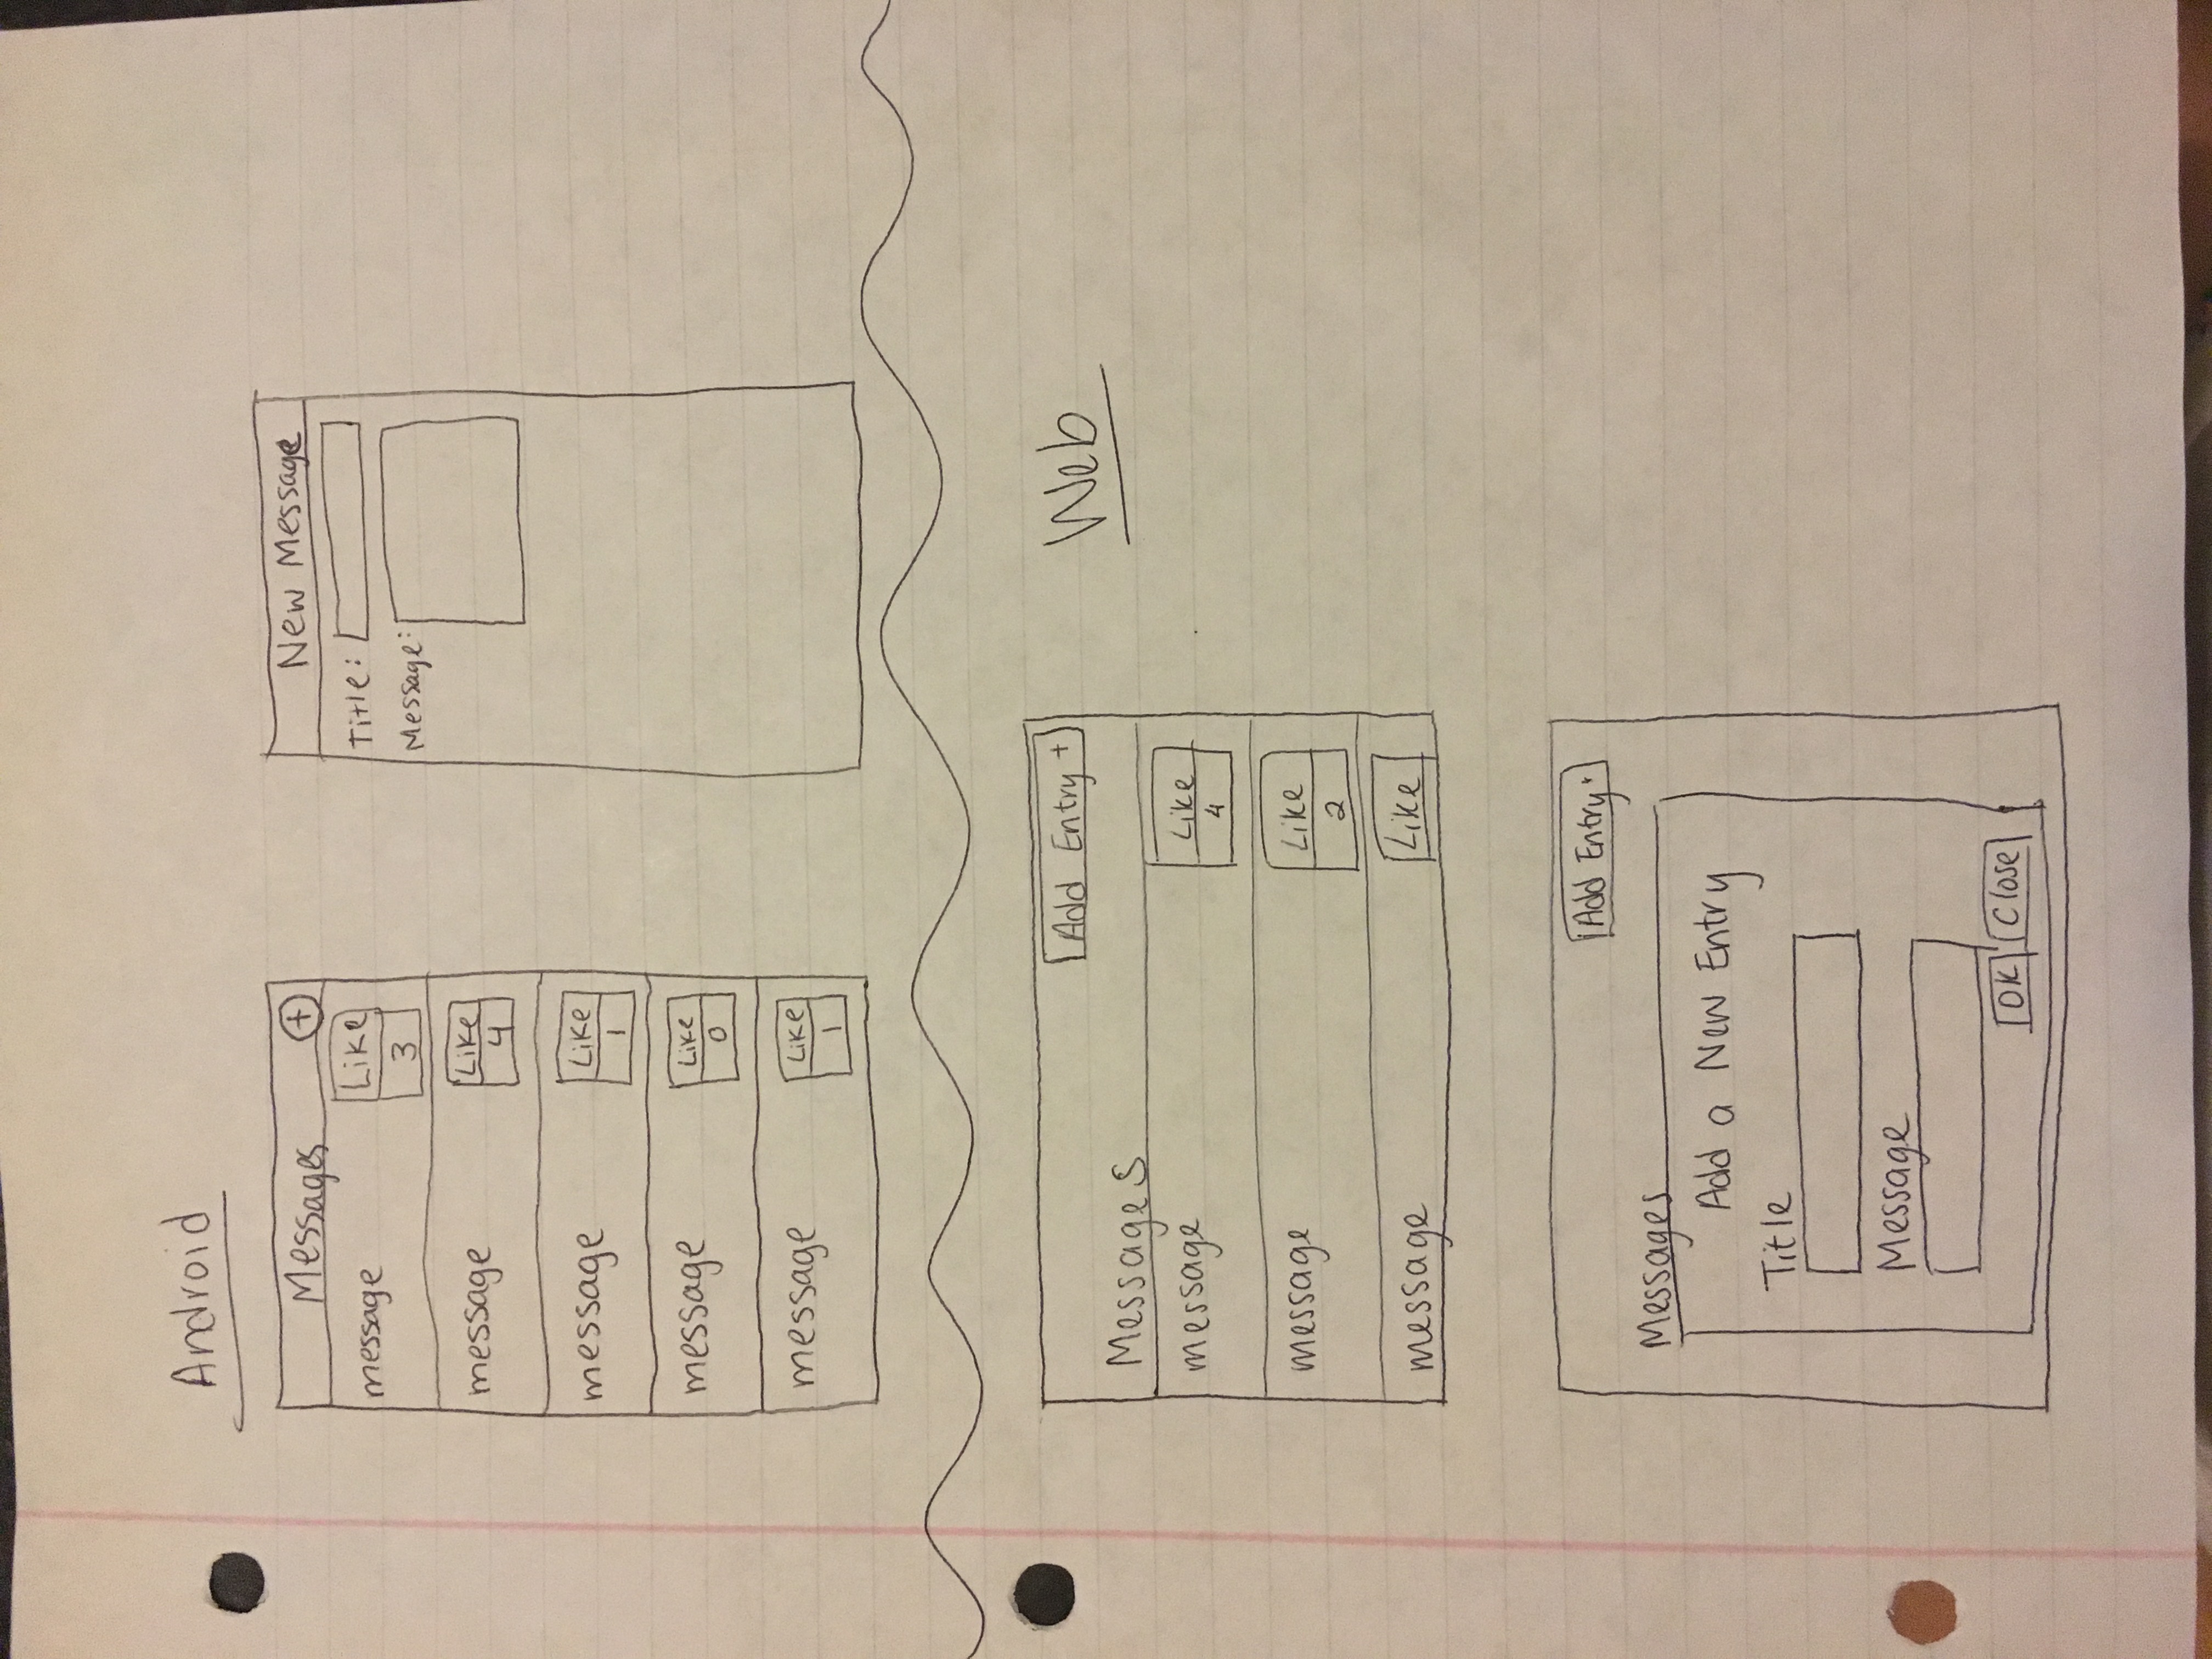 Android
Messages +
message Like
3
message Like
4
message Like
1
message Like
0
message Like
1
New Message
Title:
Message:
Web
Add Entry +
Messages
message Like
4
message Like
2
message Like
Add Entry +
Messages
Add a New Entry
Title
Message
OK Close